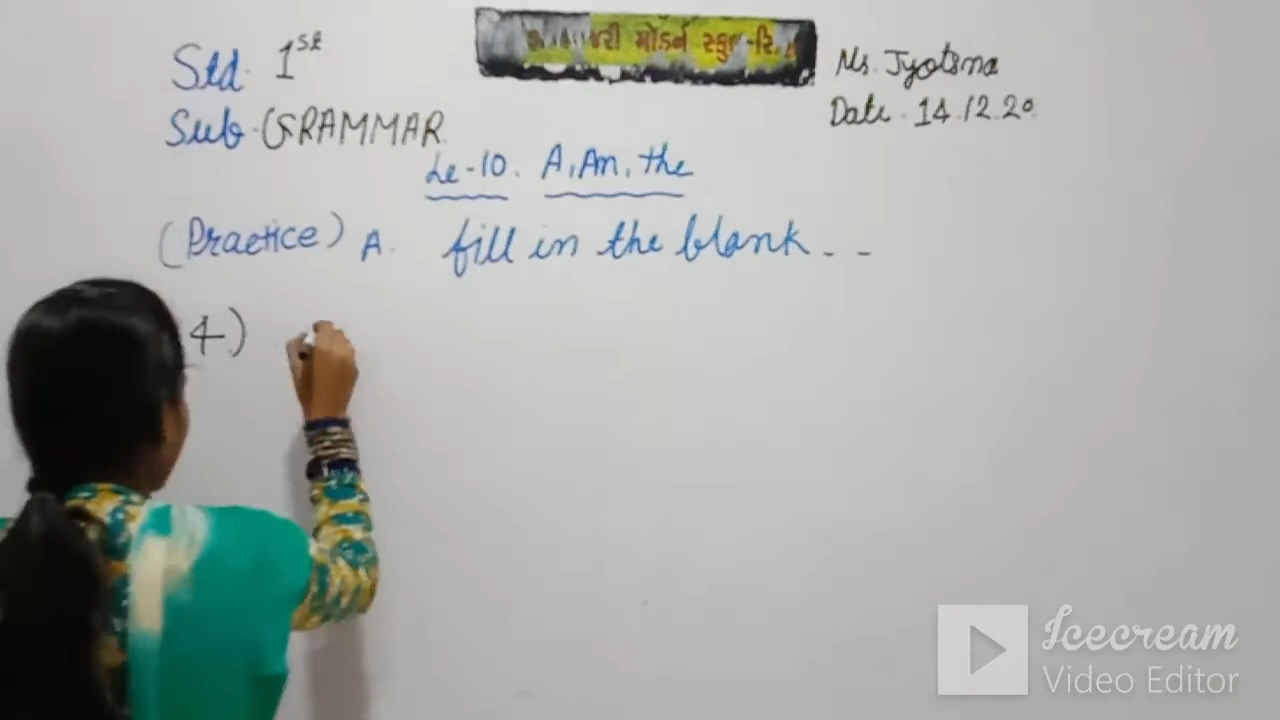 Std. 1st
Sub-GRAMMAR
મોડર્ન સ્કુલ
Ms. Jyotsna
Date. 14.12.20
Le-10. A, An, the
(Practice) A. fill in the blank - -
4.)
Icecream
Video Editor